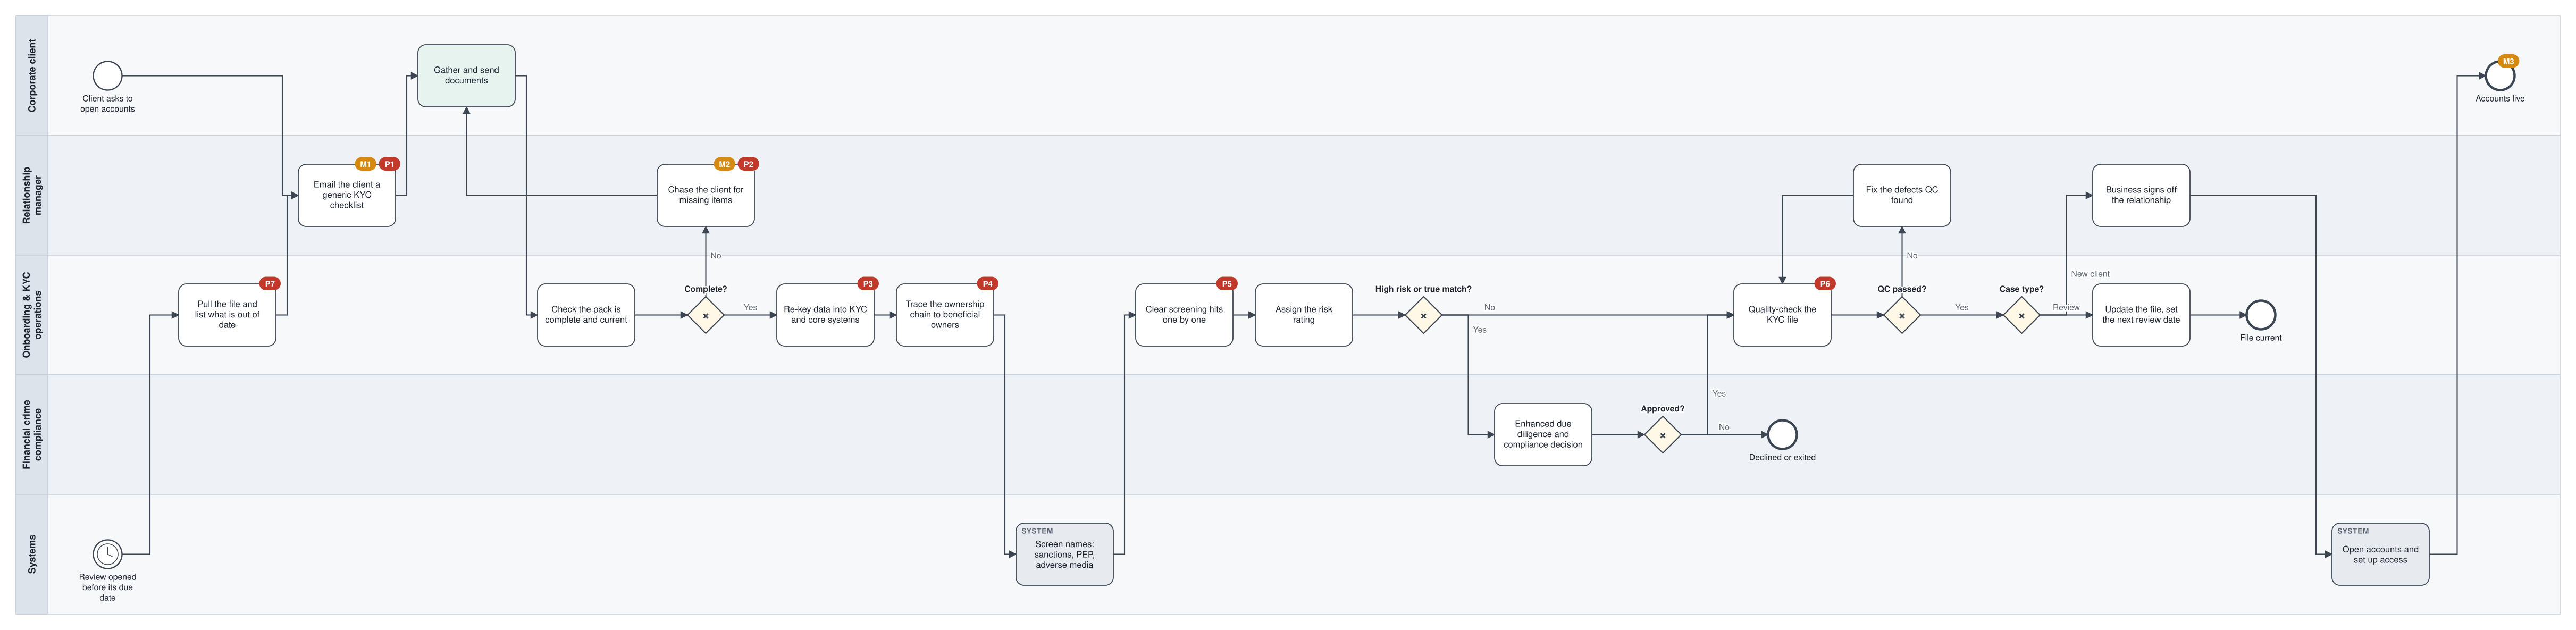 Corporate client
Client asks to
open accounts
Gather and send
documents
M3
Accounts live
Relationship
manager
M1
P1
Email the client a
generic KYC
checklist
M2
P2
Chase the client for
missing items
No
Fix the defects QC
found
No
Business signs off
the relationship
New client
Onboarding & KYC
operations
P7
Pull the file and
list what is out of
date
Check the pack is
complete and current
Complete?
Yes
P3
Re-key data into KYC
and core systems
P4
Trace the ownership
chain to beneficial
owners
P5
Clear screening hits
one by one
Assign the risk
rating
High risk or true match?
No
Yes
P6
Quality-check the
KYC file
QC passed?
Yes
Case type?
Review
Update the file, set
the next review date
File current
Financial crime
compliance
Enhanced due
diligence and
compliance decision
Approved?
Yes
No
Declined or exited
Systems
Review opened
before its due
date
SYSTEM
Screen names:
sanctions, PEP,
adverse media
SYSTEM
Open accounts and
set up access